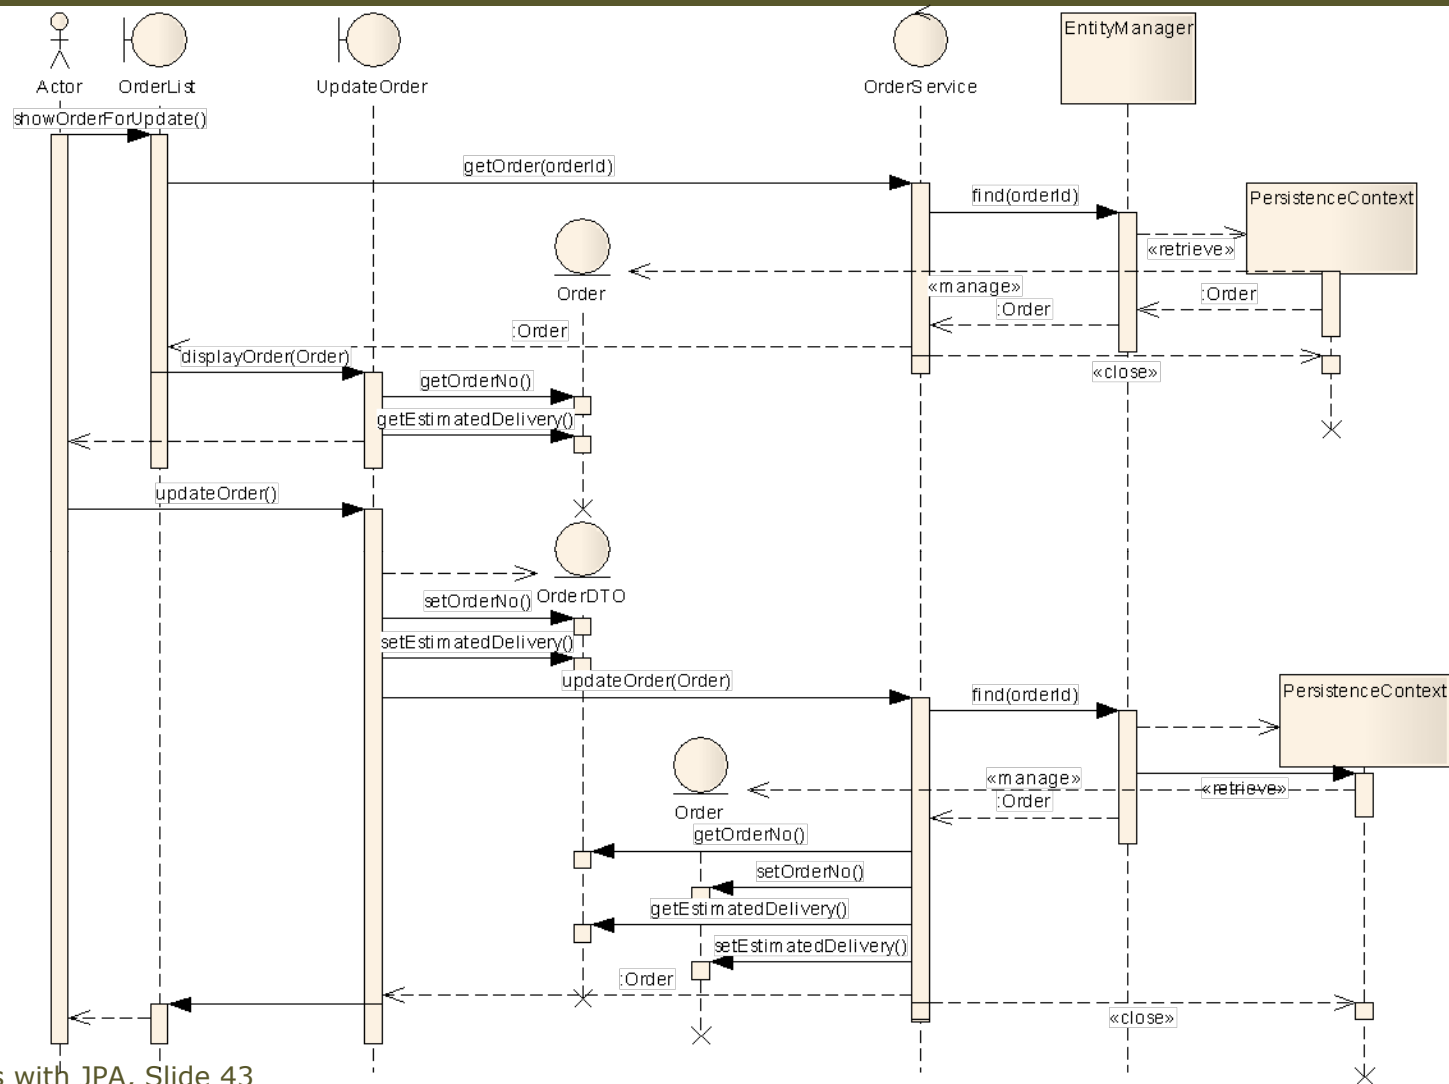 Actor
OrderList
UpdateOrder
OrderService
EntityManager
showOrderForUpdate()
getOrder(orderId)
find(orderId)
PersistenceContext
«retrieve»
Order
«manage»
:Order
:Order
:Order
displayOrder(Order)
«close»
getOrderNo()
getEstimatedDelivery()
updateOrder()
OrderDTO
setOrderNo()
setEstimatedDelivery()
updateOrder(Order)
find(orderId)
PersistenceContext
«manage»
«retrieve»
:Order
Order
getOrderNo()
setOrderNo()
getEstimatedDelivery()
setEstimatedDelivery()
:Order
«close»
s with JPA, Slide 43